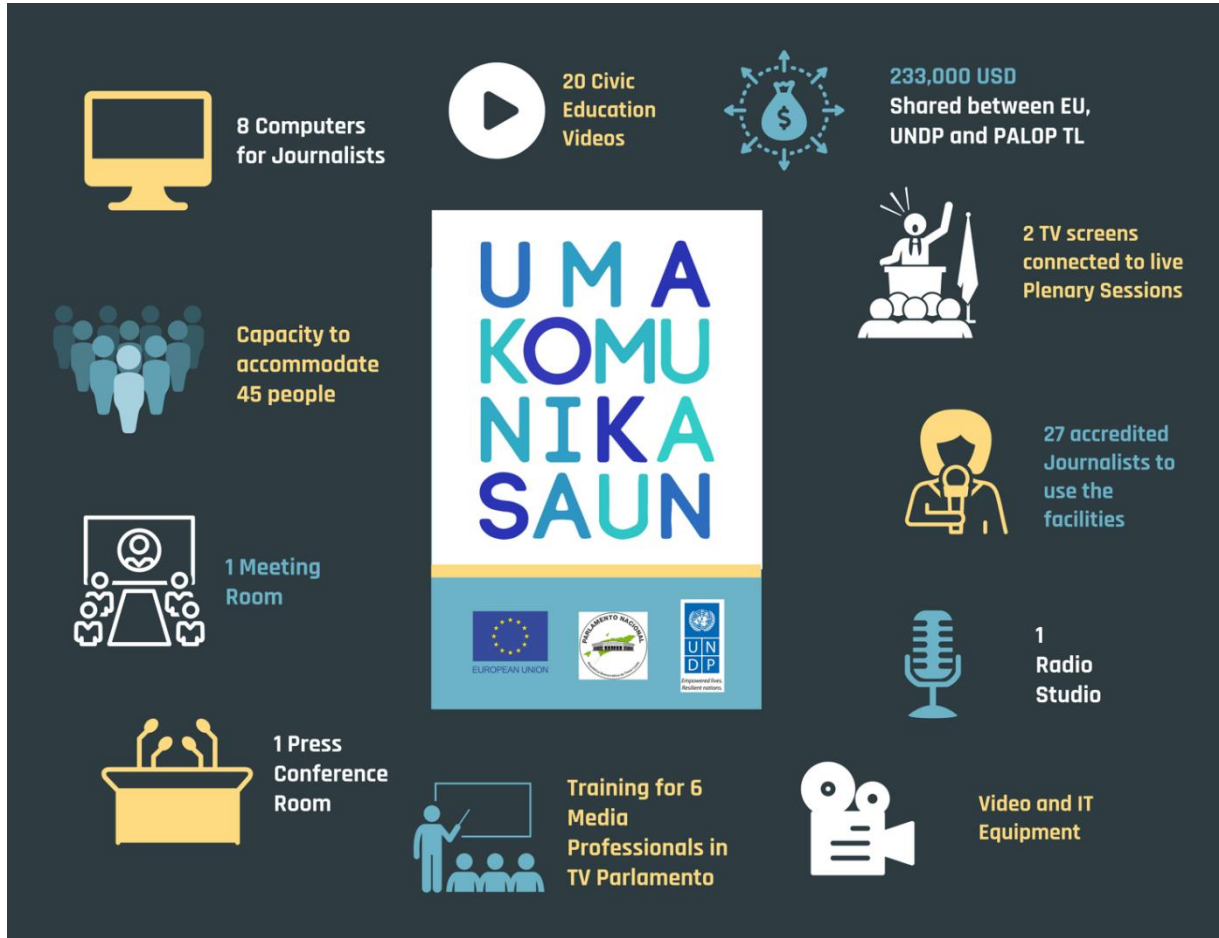 8 Computers
for Journalists
20 Civic
Education
Videos
233,000 USD
Shared between EU,
UNDP and PALOP TL
2 TV screens
connected to live
Plenary Sessions
Capacity to
accommodate
45 people
UMA
KOMU
NIKA
SAUN
27 accredited
Journalists to
use the
facilities
1 Meeting
Room
EUROPEAN UNION
PARLAMENTO NACIONAL
U N
D P
Empowered lives.
Resilient nations.
1
Radio
Studio
1 Press
Conference
Room
Training for 6
Media
Professionals in
TV Parlamento
Video and IT
Equipment